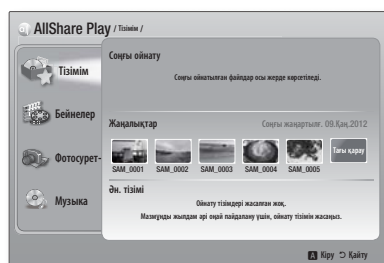 AllShare Play / Тізімім /
Тізімім
Бейнелер
Фотосурет-
Музыка
Соңғы ойнату
Соңғы ойнатылған файлдар осы жерде көрсетіледі.
Жаңалықтар
Соңғы жаңартылғ. 09.Қаң.2012
SAM_0001
SAM_0002
SAM_0003
SAM_0004
SAM_0005
Тағы қарау
Ән. тізімі
Ойнату тізімдері жасалған жоқ.
Мазмұнды жылдам әрі оңай пайдалану үшін, ойнату тізімін жасаңыз.
A Кіру Қайту